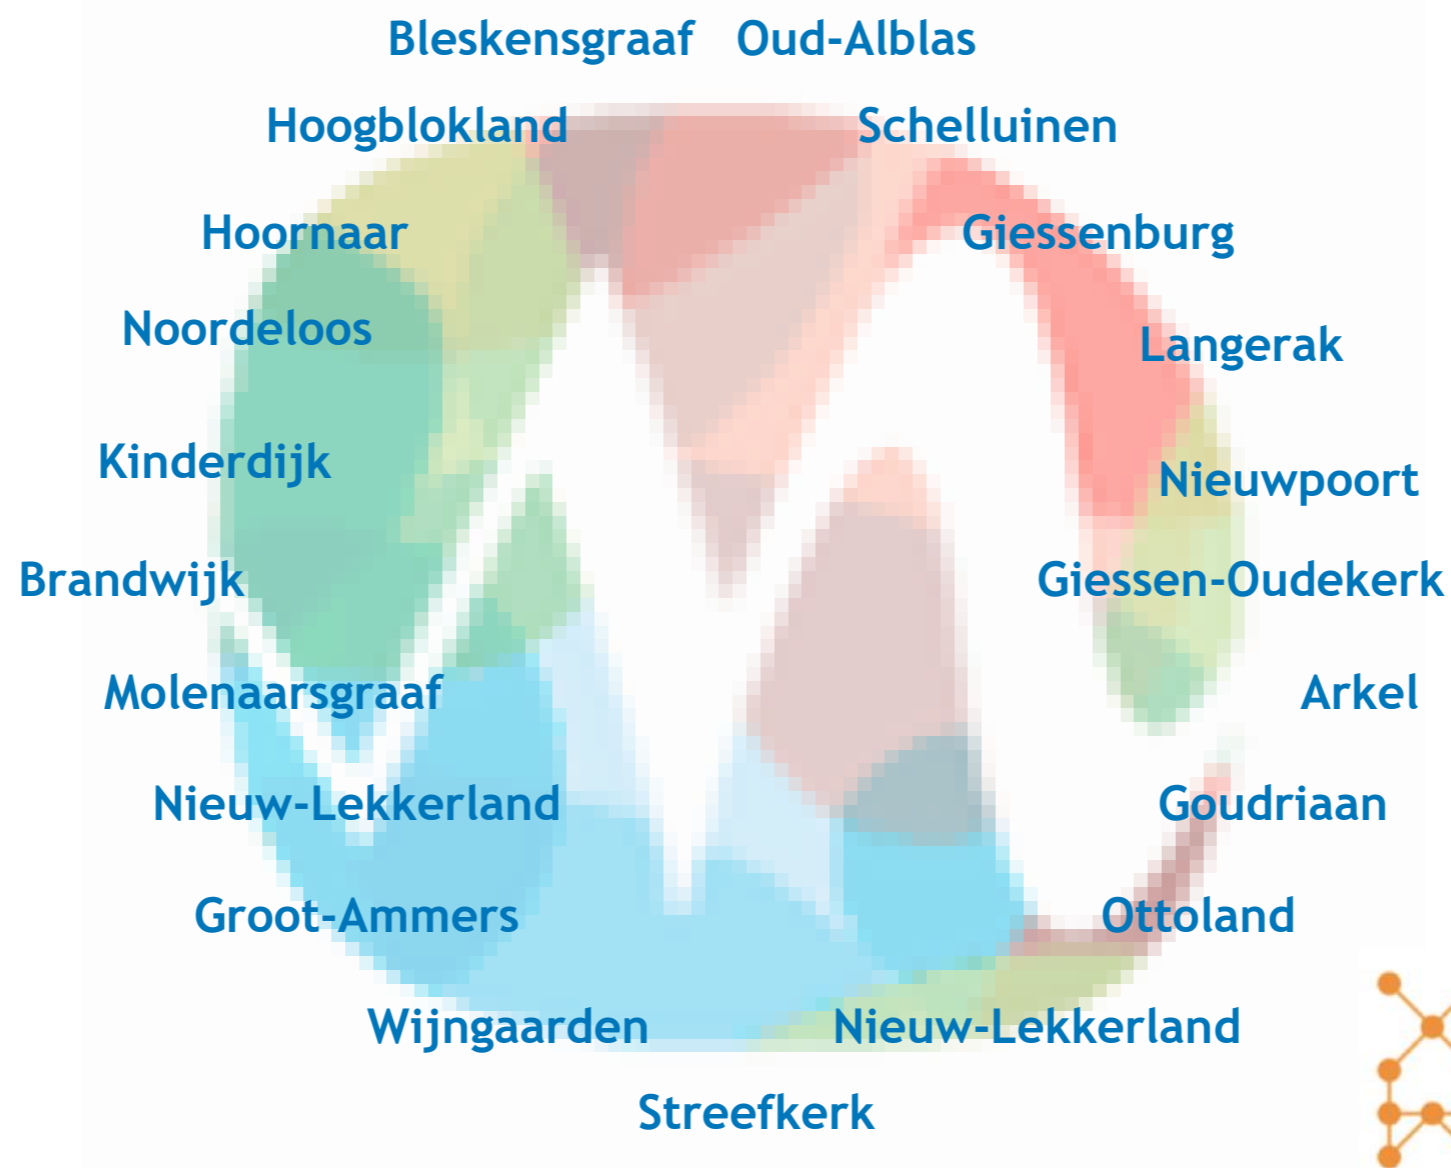 Bleskensgraaf Oud-Alblas
Hoogblokland Schelluinen
Hoornaar Giessenburg
Noordeloos Langerak
Kinderdijk Nieuwpoort
Brandwijk Giessen-Oudekerk
Molenaarsgraaf Arkel
Nieuw-Lekkerland Goudriaan
Groot-Ammers Ottoland
Wijngaarden Nieuw-Lekkerland
Streefkerk